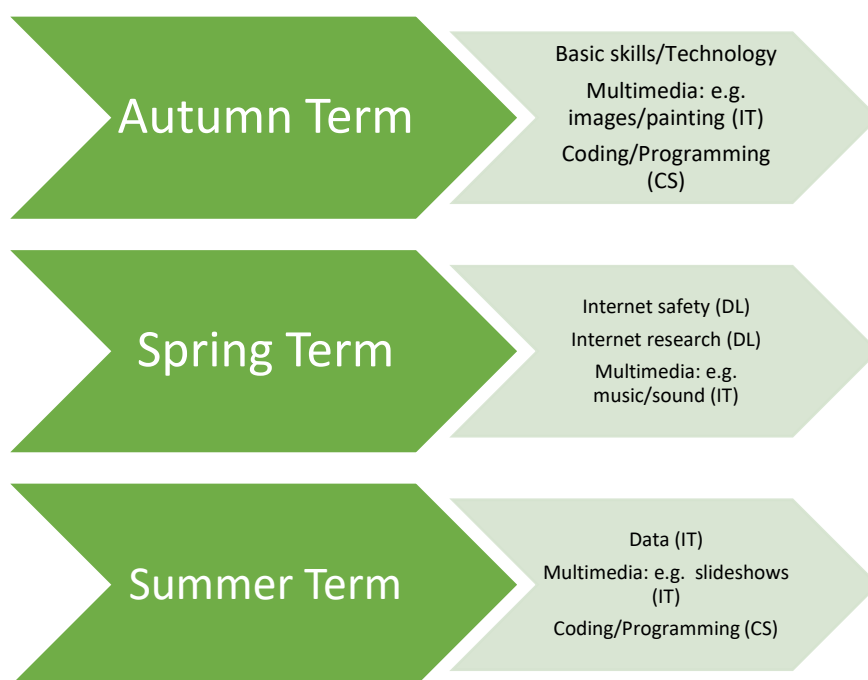 Autumn Term
Basic skills/Technology
Multimedia: e.g.
images/painting (IT)
Coding/Programming
(CS)
Spring Term
Internet safety (DL)
Internet research (DL)
Multimedia: e.g.
music/sound (IT)
Summer Term
Data (IT)
Multimedia: e.g. slideshows
(IT)
Coding/Programming (CS)